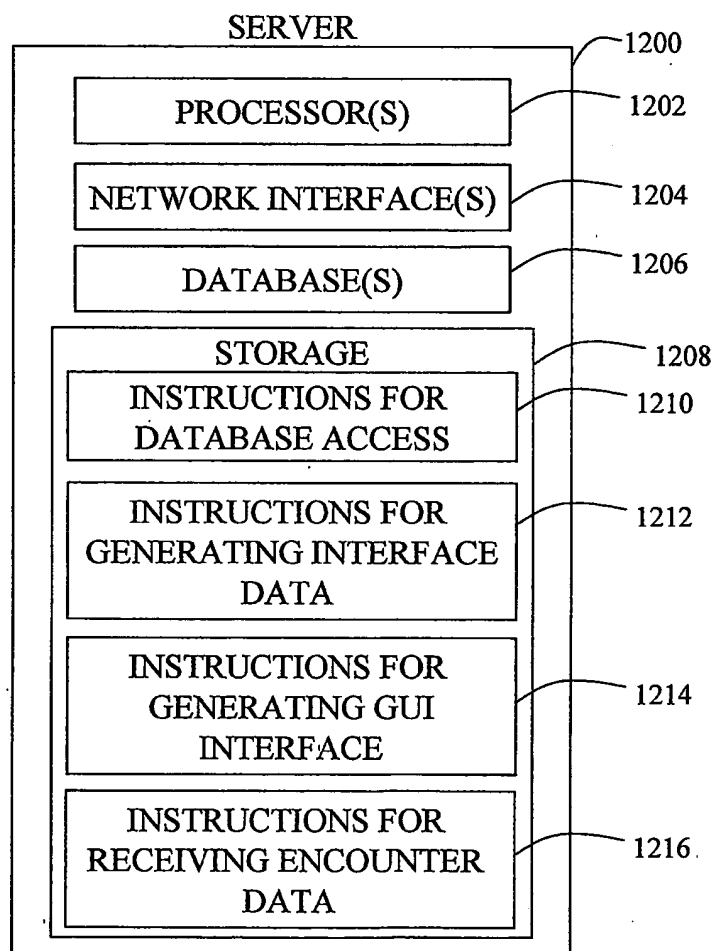 SERVER
1200
PROCESSOR(S)
1202
NETWORK INTERFACE(S)
1204
DATABASE(S)
1206
STORAGE
1208
INSTRUCTIONS FOR
DATABASE ACCESS
1210
INSTRUCTIONS FOR
GENERATING INTERFACE
DATA
1212
INSTRUCTIONS FOR
GENERATING GUI
INTERFACE
1214
INSTRUCTIONS FOR
RECEIVING ENCOUNTER
DATA
1216